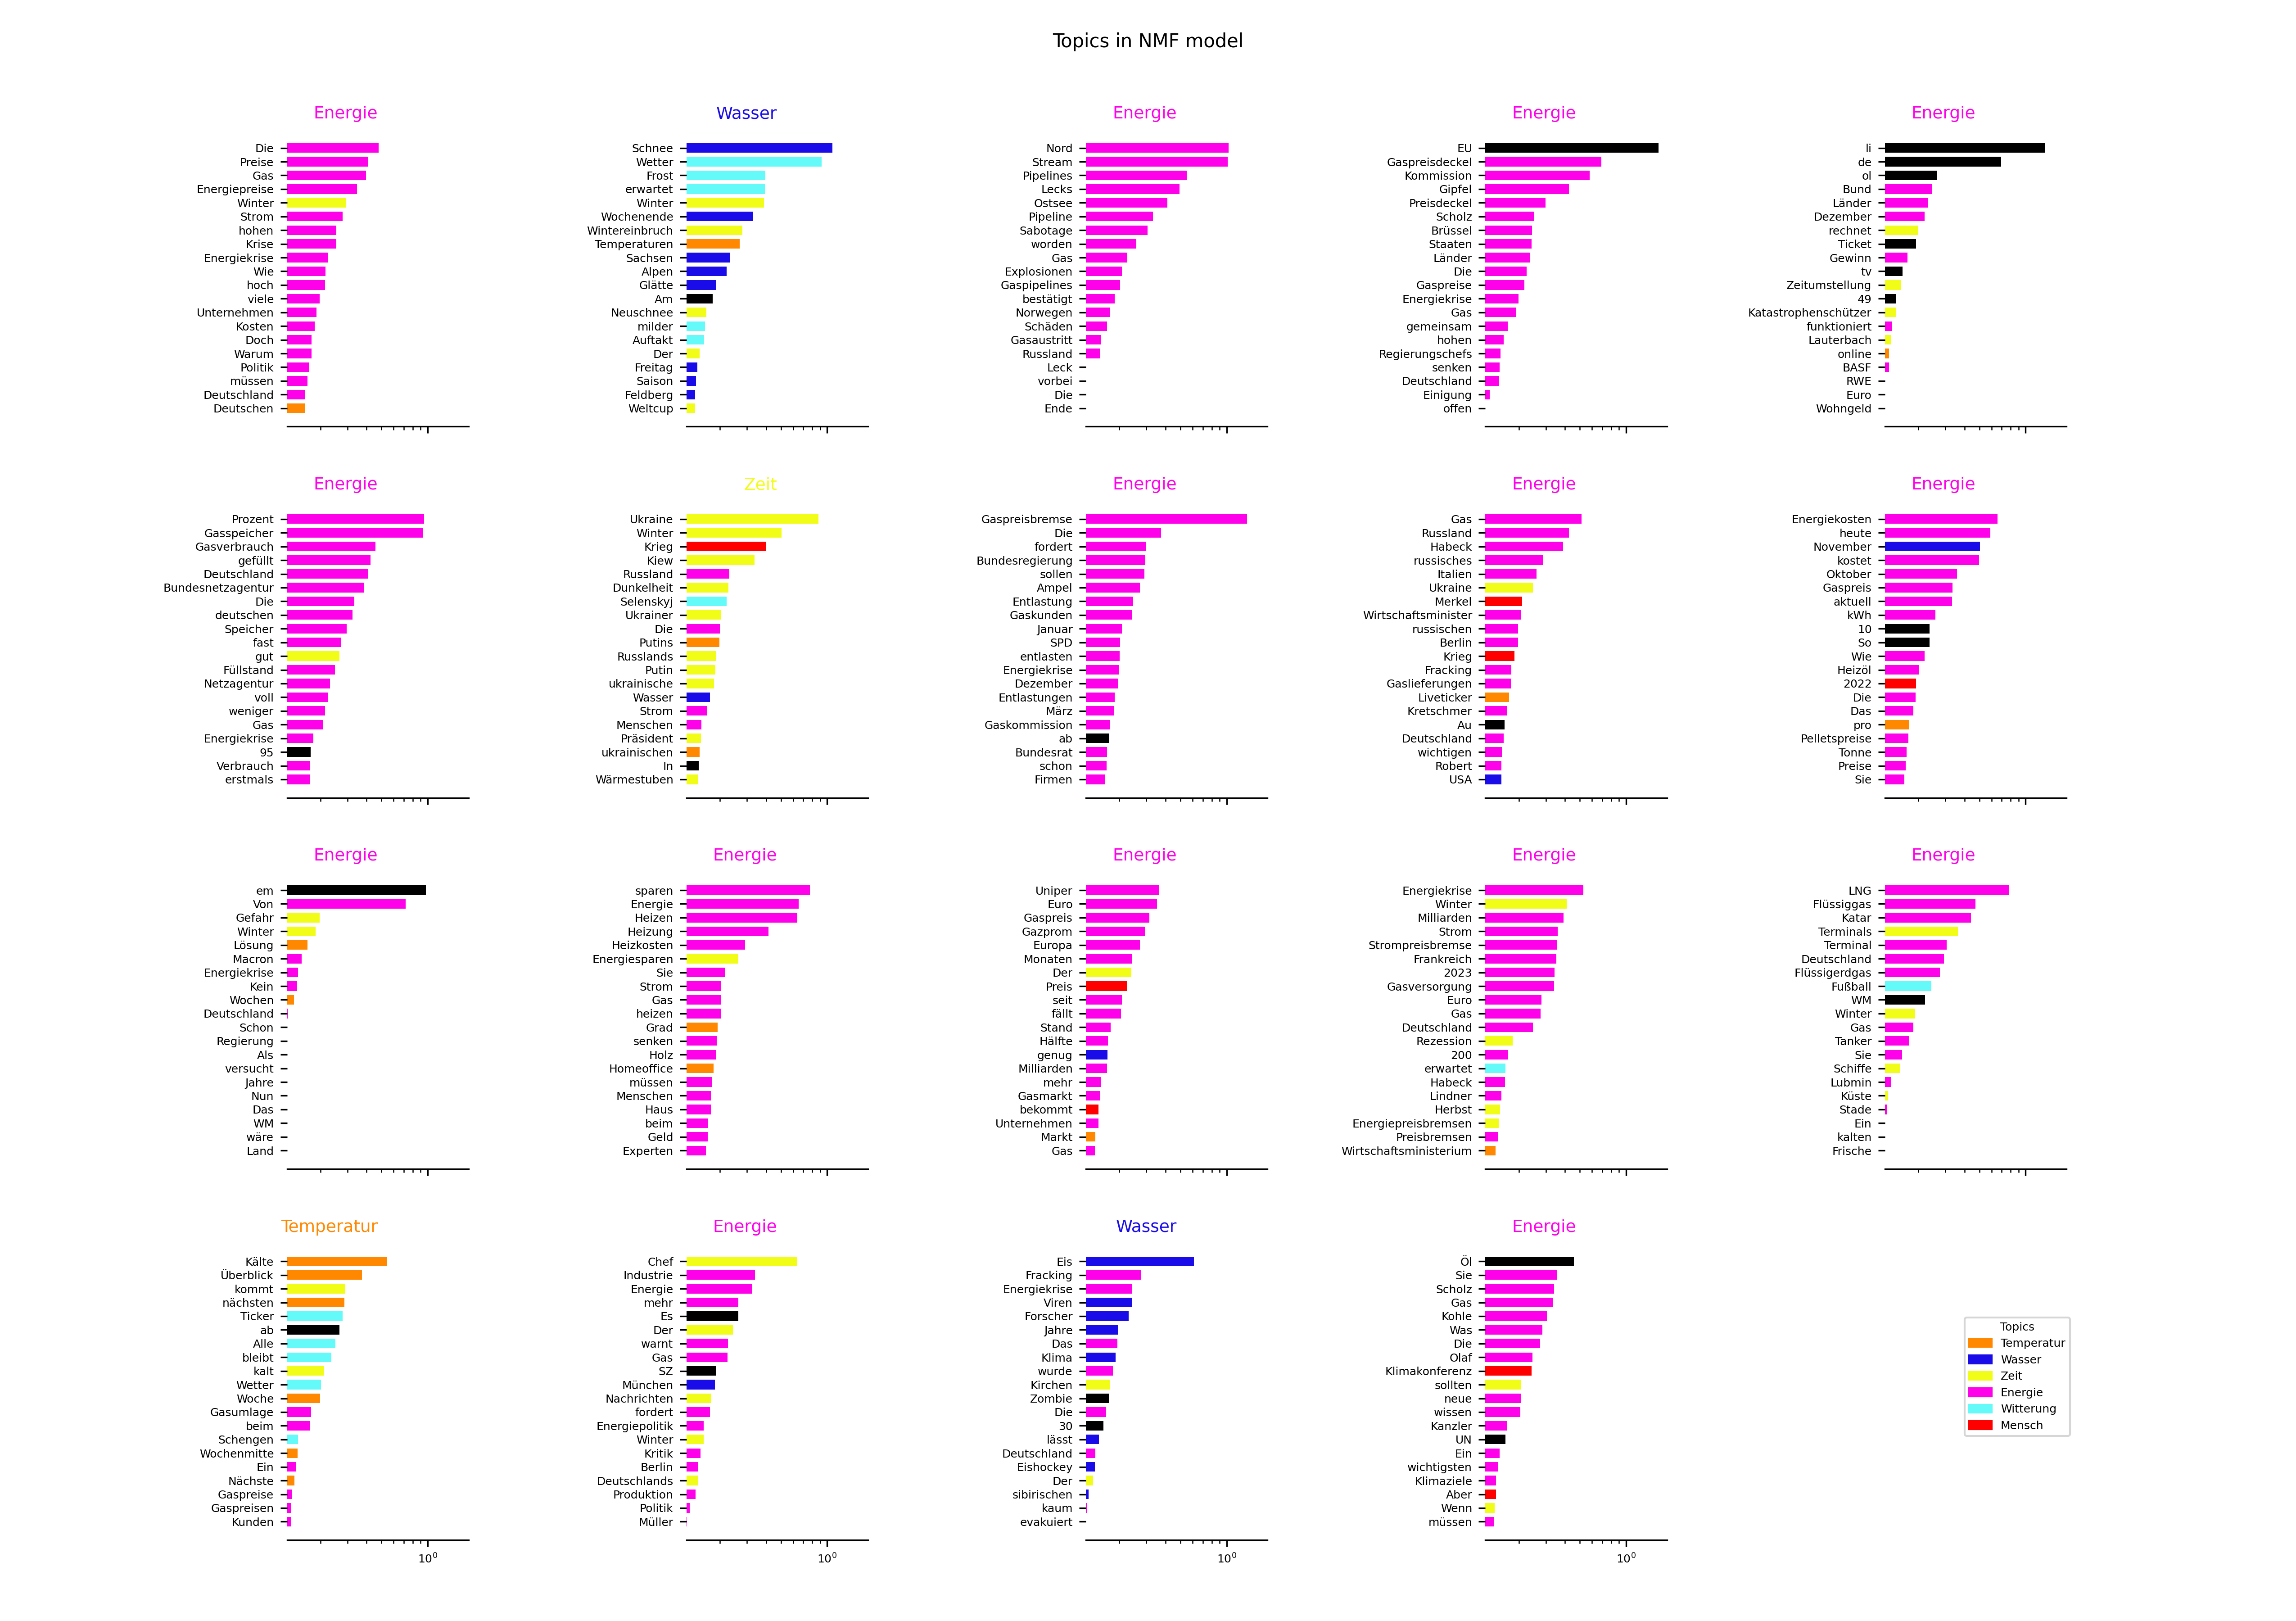 Topics in NMF model
Energie
Die
Preise
Gas
Energiepreise
Winter
Strom
hohen
Krise
Energiekrise
Wie
hoch
viele
Unternehmen
Kosten
Doch
Warum
Politik
müssen
Deutschland
Deutschen
Wasser
Schnee
Wetter
Frost
erwartet
Winter
Wochenende
Wintereinbruch
Temperaturen
Sachsen
Alpen
Glätte
Am
Neuschnee
milder
Auftakt
Der
Freitag
Saison
Feldberg
Weltcup
Energie
Nord
Stream
Pipelines
Lecks
Ostsee
Pipeline
Sabotage
worden
Gas
Explosionen
Gaspipelines
bestätigt
Norwegen
Schäden
Gasaustritt
Russland
Leck
vorbei
Die
Ende
Energie
EU
Gaspreisdeckel
Kommission
Gipfel
Preisdeckel
Scholz
Brüssel
Staaten
Länder
Die
Gaspreise
Energiekrise
Gas
gemeinsam
hohen
Regierungschefs
senken
Deutschland
Einigung
offen
Energie
li
de
ol
Bund
Länder
Dezember
rechnet
Ticket
Gewinn
tv
Zeitumstellung
49
Katastrophenschützer
funktioniert
Lauterbach
online
BASF
RWE
Euro
Wohngeld
Energie
Prozent
Gasspeicher
Gasverbrauch
gefüllt
Deutschland
Bundesnetzagentur
Die
deutschen
Speicher
fast
gut
Füllstand
Netzagentur
voll
weniger
Gas
Energiekrise
95
Verbrauch
erstmals
Zeit
Ukraine
Winter
Krieg
Kiew
Russland
Dunkelheit
Selenskyj
Ukrainer
Die
Putins
Russlands
Putin
ukrainische
Wasser
Strom
Menschen
Präsident
ukrainischen
In
Wärmestuben
Energie
Gaspreisbremse
Die
fordert
Bundesregierung
sollen
Ampel
Entlastung
Gaskunden
Januar
SPD
entlasten
Energiekrise
Dezember
Entlastungen
März
Gaskommission
ab
Bundesrat
schon
Firmen
Energie
Gas
Russland
Habeck
russisches
Italien
Ukraine
Merkel
Wirtschaftsminister
russischen
Berlin
Krieg
Fracking
Gaslieferungen
Liveticker
Kretschmer
Au
Deutschland
wichtigen
Robert
USA
Energie
Energiekosten
heute
November
kostet
Oktober
Gaspreis
aktuell
kWh
10
So
Wie
Heizöl
2022
Die
Das
pro
Pelletspreise
Tonne
Preise
Sie
Energie
em
Von
Gefahr
Winter
Lösung
Macron
Energiekrise
Kein
Wochen
Deutschland
Schon
Regierung
Als
versucht
Jahre
Nun
Das
WM
wäre
Land
Energie
sparen
Energie
Heizen
Heizung
Heizkosten
Energiesparen
Sie
Strom
Gas
heizen
Grad
senken
Holz
Homeoffice
müssen
Menschen
Haus
beim
Geld
Experten
Energie
Uniper
Euro
Gaspreis
Gazprom
Europa
Monaten
Der
Preis
seit
fällt
Stand
Hälfte
genug
Milliarden
mehr
Gasmarkt
bekommt
Unternehmen
Markt
Gas
Energie
Energiekrise
Winter
Milliarden
Strom
Strompreisbremse
Frankreich
2023
Gasversorgung
Euro
Gas
Deutschland
Rezession
200
erwartet
Habeck
Lindner
Herbst
Energiepreisbremsen
Preisbremsen
Wirtschaftsministerium
Energie
LNG
Flüssiggas
Katar
Terminals
Terminal
Deutschland
Flüssigerdgas
Fußball
WM
Winter
Gas
Tanker
Sie
Schiffe
Lubmin
Küste
Stade
Ein
kalten
Frische
Temperatur
Kälte
Überblick
kommt
nächsten
Ticker
ab
Alle
bleibt
kalt
Wetter
Woche
Gasumlage
beim
Schengen
Wochenmitte
Ein
Nächste
Gaspreise
Gaspreisen
Kunden
10⁰
Energie
Chef
Industrie
Energie
mehr
Es
Der
warnt
Gas
SZ
München
Nachrichten
fordert
Energiepolitik
Winter
Kritik
Berlin
Deutschlands
Produktion
Politik
Müller
10⁰
Wasser
Eis
Fracking
Energiekrise
Viren
Forscher
Jahre
Das
Klima
wurde
Kirchen
Zombie
Die
30
lässt
Deutschland
Eishockey
Der
sibirischen
kaum
evakuiert
10⁰
Energie
Öl
Sie
Scholz
Gas
Kohle
Was
Die
Olaf
Klimakonferenz
sollten
neue
wissen
Kanzler
UN
Ein
wichtigsten
Klimaziele
Aber
Wenn
müssen
10⁰
Topics
Temperatur
Wasser
Zeit
Energie
Witterung
Mensch